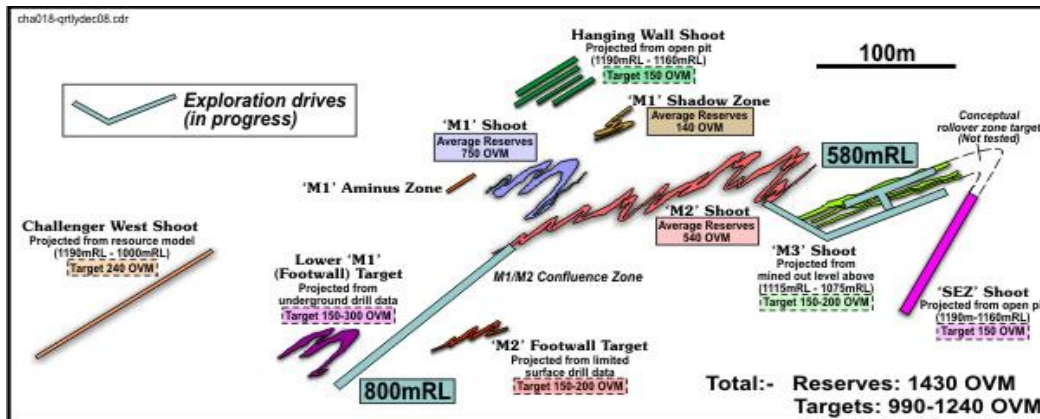 cha018-qrtlydec08.cdr
Exploration drives
(in progress)
Hanging Wall Shoot
Projected from open pit
(1190mRL - 1160mRL)
Target 150 OVM
100m
'M1' Shadow Zone
Average Reserves
140 OVM
'M1' Shoot
Average Reserves
750 OVM
Conceptual
rollover zone target
(Not tested)
580mRL
'M1' Aminus Zone
'M2' Shoot
Average Reserves
540 OVM
Challenger West Shoot
Projected from resource model
(1190mRL - 1000mRL)
Target 240 OVM
Lower 'M1'
(Footwall) Target
Projected from
underground drill data
Target 150-300 OVM
M1/M2 Confluence Zone
'M3' Shoot
Projected from
mined out level above
(1115mRL - 1075mRL)
Target 150-200 OVM
'SEZ' Shoot
Projected from open pit
(1190m-1160mRL)
Target 150 OVM
'M2' Footwall Target
Projected from limited
surface drill data
Target 150-200 OVM
800mRL
Total:- Reserves: 1430 OVM
Targets: 990-1240 OVM